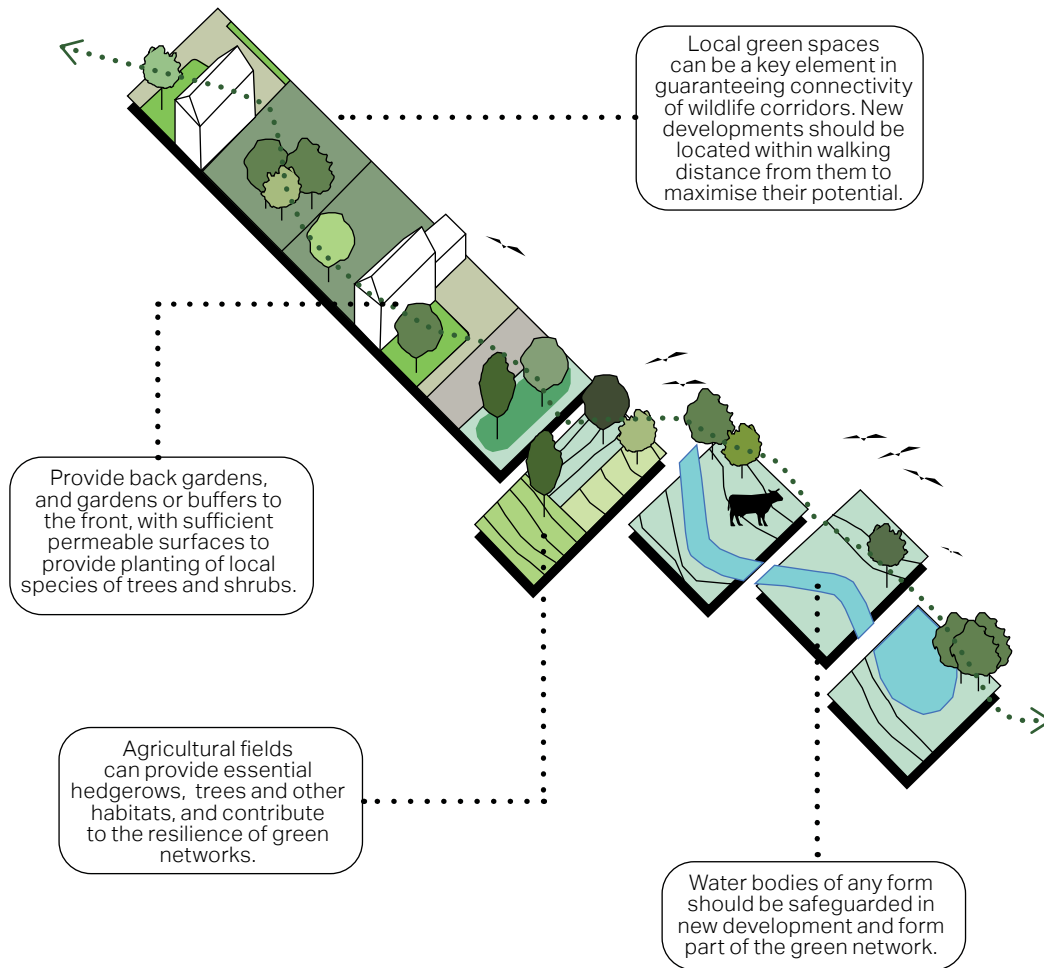 Local green spaces
can be a key element in
guaranteeing connectivity
of wildlife corridors. New
developments should be
located within walking
distance from them to
maximise their potential.
Provide back gardens,
and gardens or buffers to
the front, with sufficient
permeable surfaces to
provide planting of local
species of trees and shrubs.
Agricultural fields
can provide essential
hedgerows, trees and other
habitats, and contribute
to the resilience of green
networks.
Water bodies of any form
should be safeguarded in
new development and form
part of the green network.